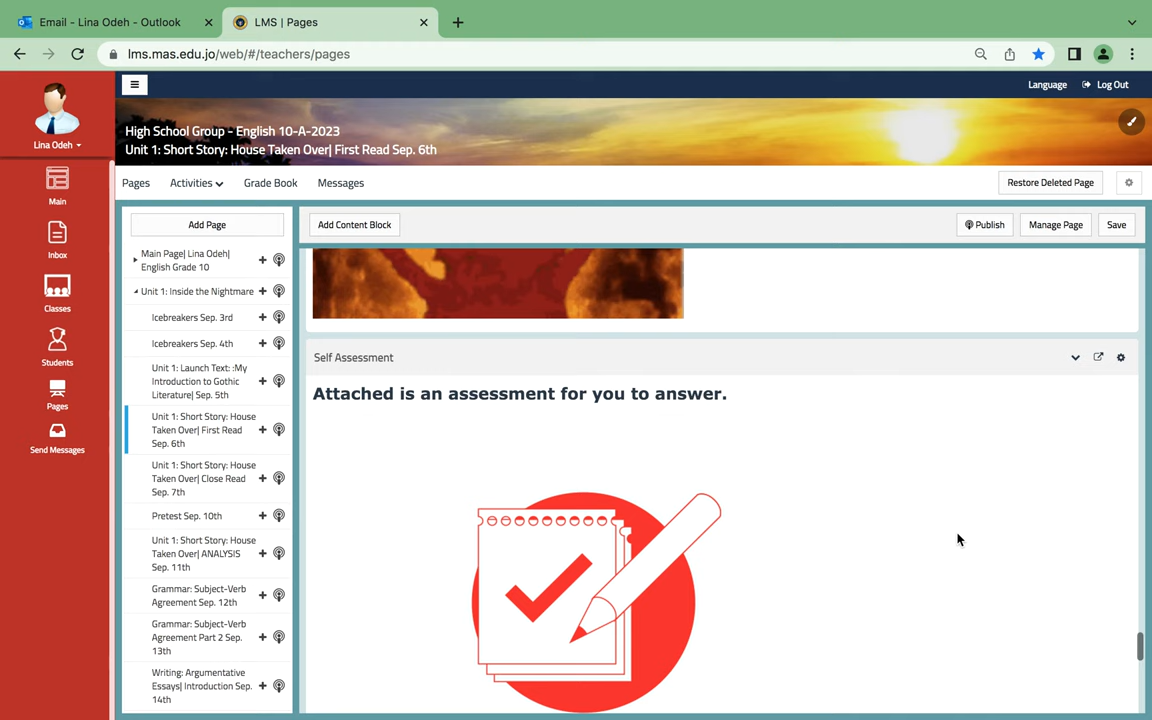 Email - Lina Odeh - Outlook
LMS | Pages
lms.mas.edu.jo/web/#/teachers/pages
Lina Odeh
Language
Log Out
High School Group - English 10-A-2023
Unit 1: Short Story: House Taken Over| First Read Sep. 6th
Pages
Activities
Grade Book
Messages
Restore Deleted Page
Main
Inbox
Classes
Students
Pages
Send Messages
Add Page
Main Page| Lina Odeh|
English Grade 10
Unit 1: Inside the Nightmare
Icebreakers Sep. 3rd
Icebreakers Sep. 4th
Unit 1: Launch Text: :My
Introduction to Gothic
Literature| Sep. 5th
Unit 1: Short Story: House
Taken Over| First Read
Sep. 6th
Unit 1: Short Story: House
Taken Over| Close Read
Sep. 7th
Pretest Sep. 10th
Unit 1: Short Story: House
Taken Over| ANALYSIS
Sep. 11th
Grammar: Subject-Verb
Agreement Sep. 12th
Grammar: Subject-Verb
Agreement Part 2 Sep.
13th
Writing: Argumentative
Essays| Introduction Sep.
14th
Add Content Block
Publish
Manage Page
Save
Self Assessment
Attached is an assessment for you to answer.